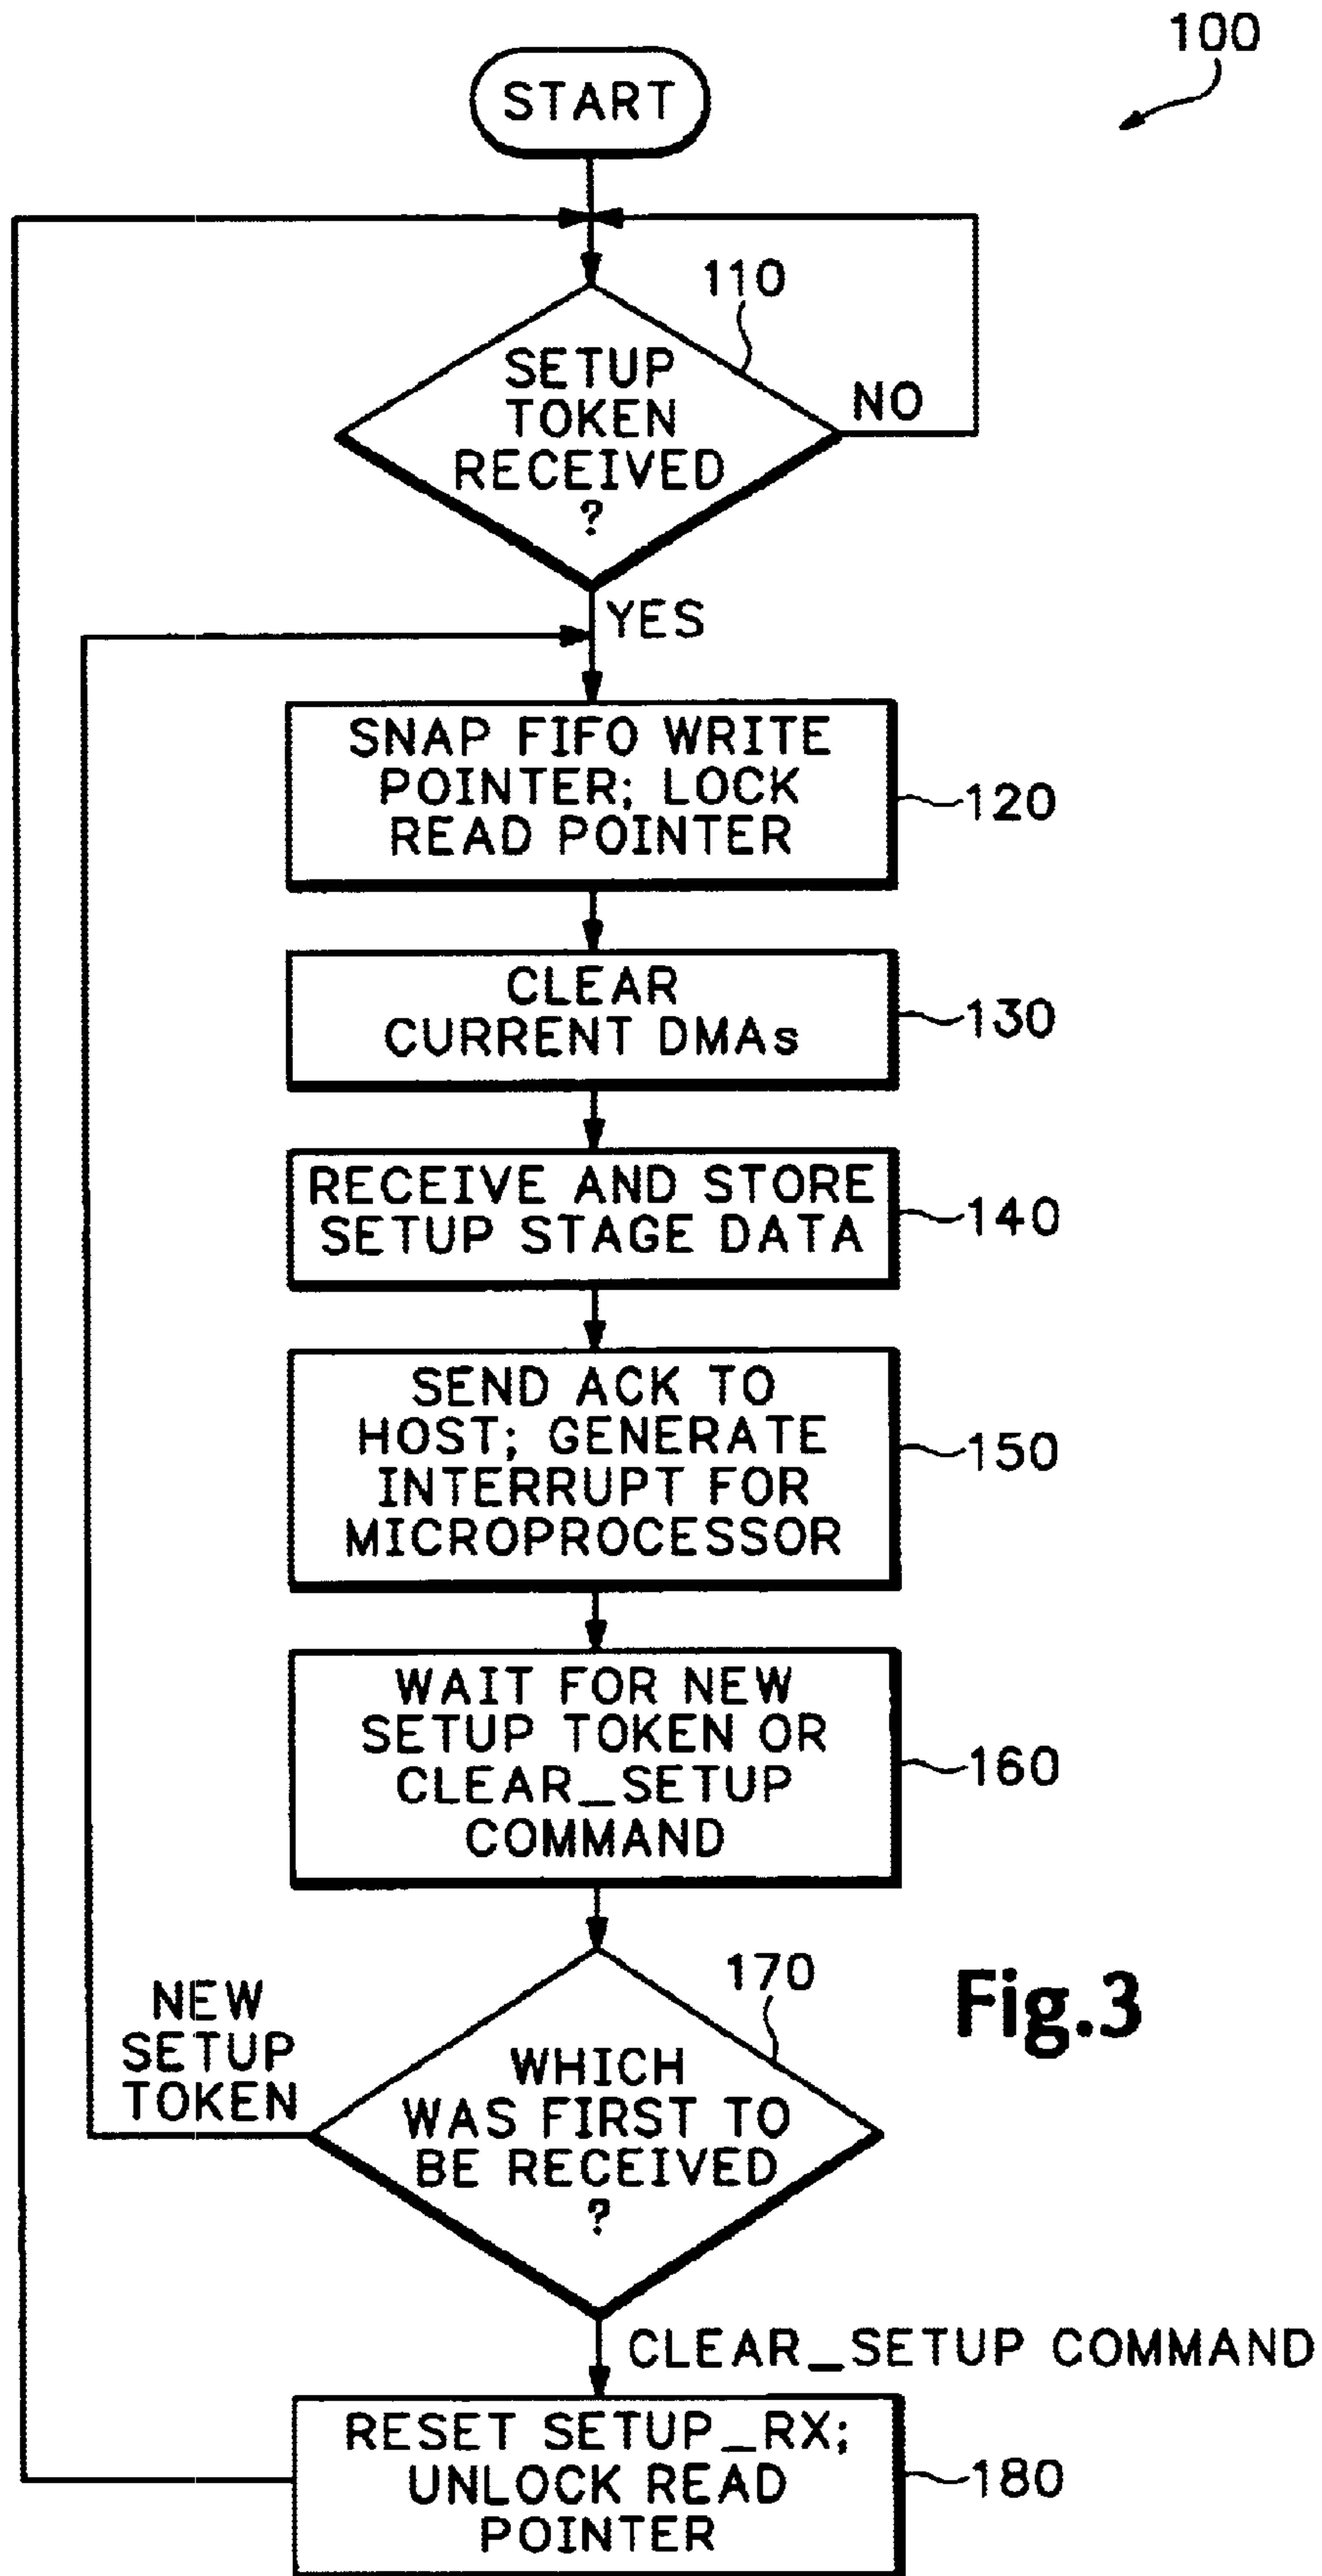 100
START
110
SETUP
TOKEN
RECEIVED
?
NO
YES
SNAP FIFO WRITE
POINTER; LOCK
READ POINTER
120
CLEAR
CURRENT DMAs
130
RECEIVE AND STORE
SETUP STAGE DATA
140
SEND ACK TO
HOST; GENERATE
INTERRUPT FOR
MICROPROCESSOR
150
WAIT FOR NEW
SETUP TOKEN OR
CLEAR_SETUP
COMMAND
160
170
NEW
SETUP
TOKEN
WHICH
WAS FIRST TO
BE RECEIVED
?
Fig.3
CLEAR_SETUP COMMAND
RESET SETUP_RX;
UNLOCK READ
POINTER
180